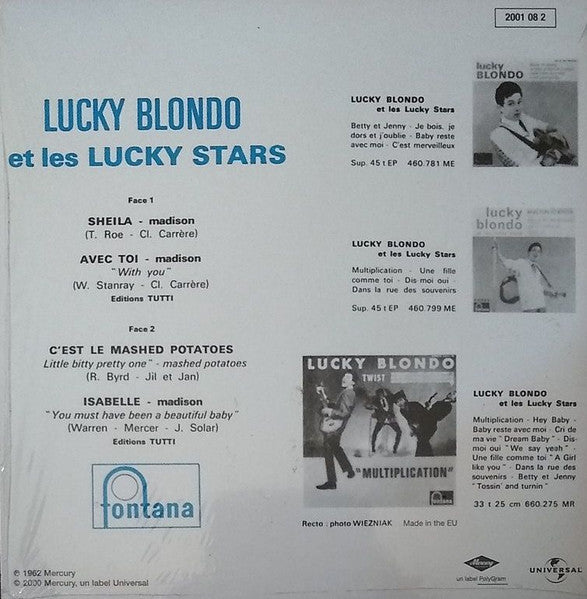 2001 08 2
LUCKY BLONDO
et les LUCKY STARS
Face 1
SHEILA - madison
(T. Roe - Cl. Carrère)
AVEC TOI - madison
"With you"
(W. Stanray - Cl. Carrère)
Editions TUTTI
Face 2
C'EST LE MASHED POTATOES
Little bitty pretty one" - mashed potatoes
(R. Byrd - Jil et Jan)
ISABELLE - madison
"You must have been a beautiful baby"
(Warren - Mercer - J. Solar)
Editions TUTTI
fontana
℗ 1962 Mercury
© 2000 Mercury, un label Universal
LUCKY BLONDO
et les Lucky Stars
Betty et Jenny - Je bois, je
dors et j'oublie - Baby reste
avec moi - C'est merveilleux
Sup. 45 t EP 460.781 ME
lucky
BLONDO
LUCKY BLONDO
et les Lucky Stars
Multiplication - Une fille
comme toi - Dis moi oui -
Dans la rue des souvenirs
Sup. 45 t EP 460.799 ME
lucky
blondo
LUCKY BLONDO
TWIST
"MULTIPLICATION"
fontana
Recto : photo WIEZNIAK Made in the EU
LUCKY BLONDO
et les Lucky Stars
Multiplication - Hey Baby -
Baby reste avec moi - Cri de
ma vie "Dream Baby" - Dis-
moi oui "We say yeah" -
Une fille comme toi "A Girl
like you" - Dans la rue des
souvenirs - Betty et Jenny
"Tossin' and turnin"
33 t 25 cm 660.275 MR
Mercury
un label PolyGram
UNIVERSAL